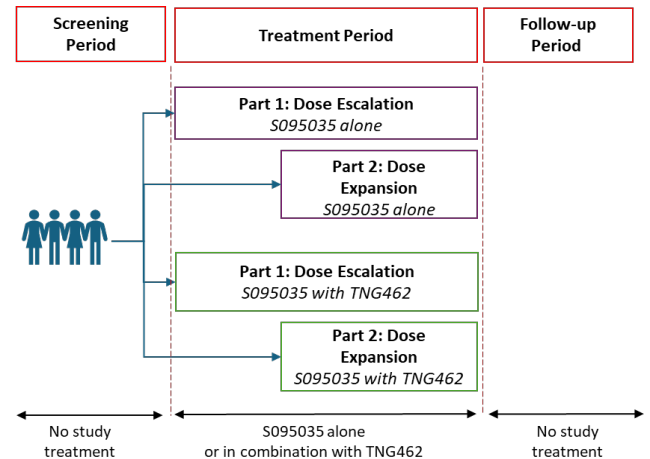 Screening
Period
Treatment Period
Follow-up
Period
Part 1: Dose Escalation
S095035 alone
Part 2: Dose
Expansion
S095035 alone
Part 1: Dose Escalation
S095035 with TNG462
Part 2: Dose
Expansion
S095035 with TNG462
No study
treatment
S095035 alone
or in combination with TNG462
No study
treatment